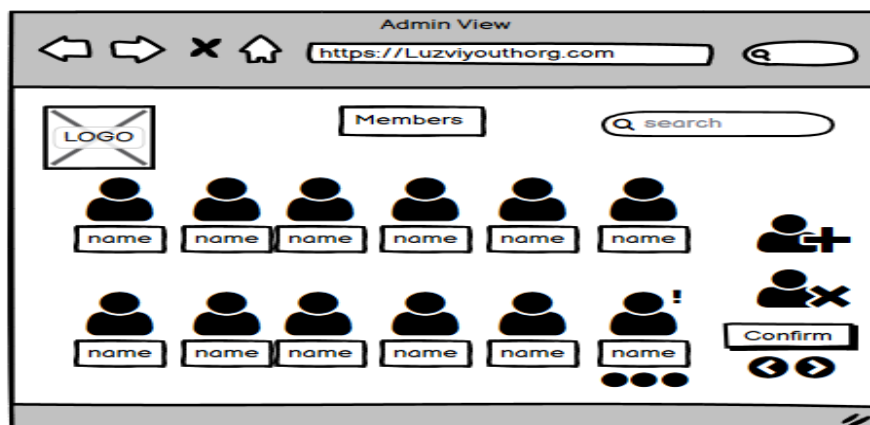 Admin View
https://Luzviyouthorg.com
LOGO
Members
search
name name name name name name
!
name name name name name name
Confirm